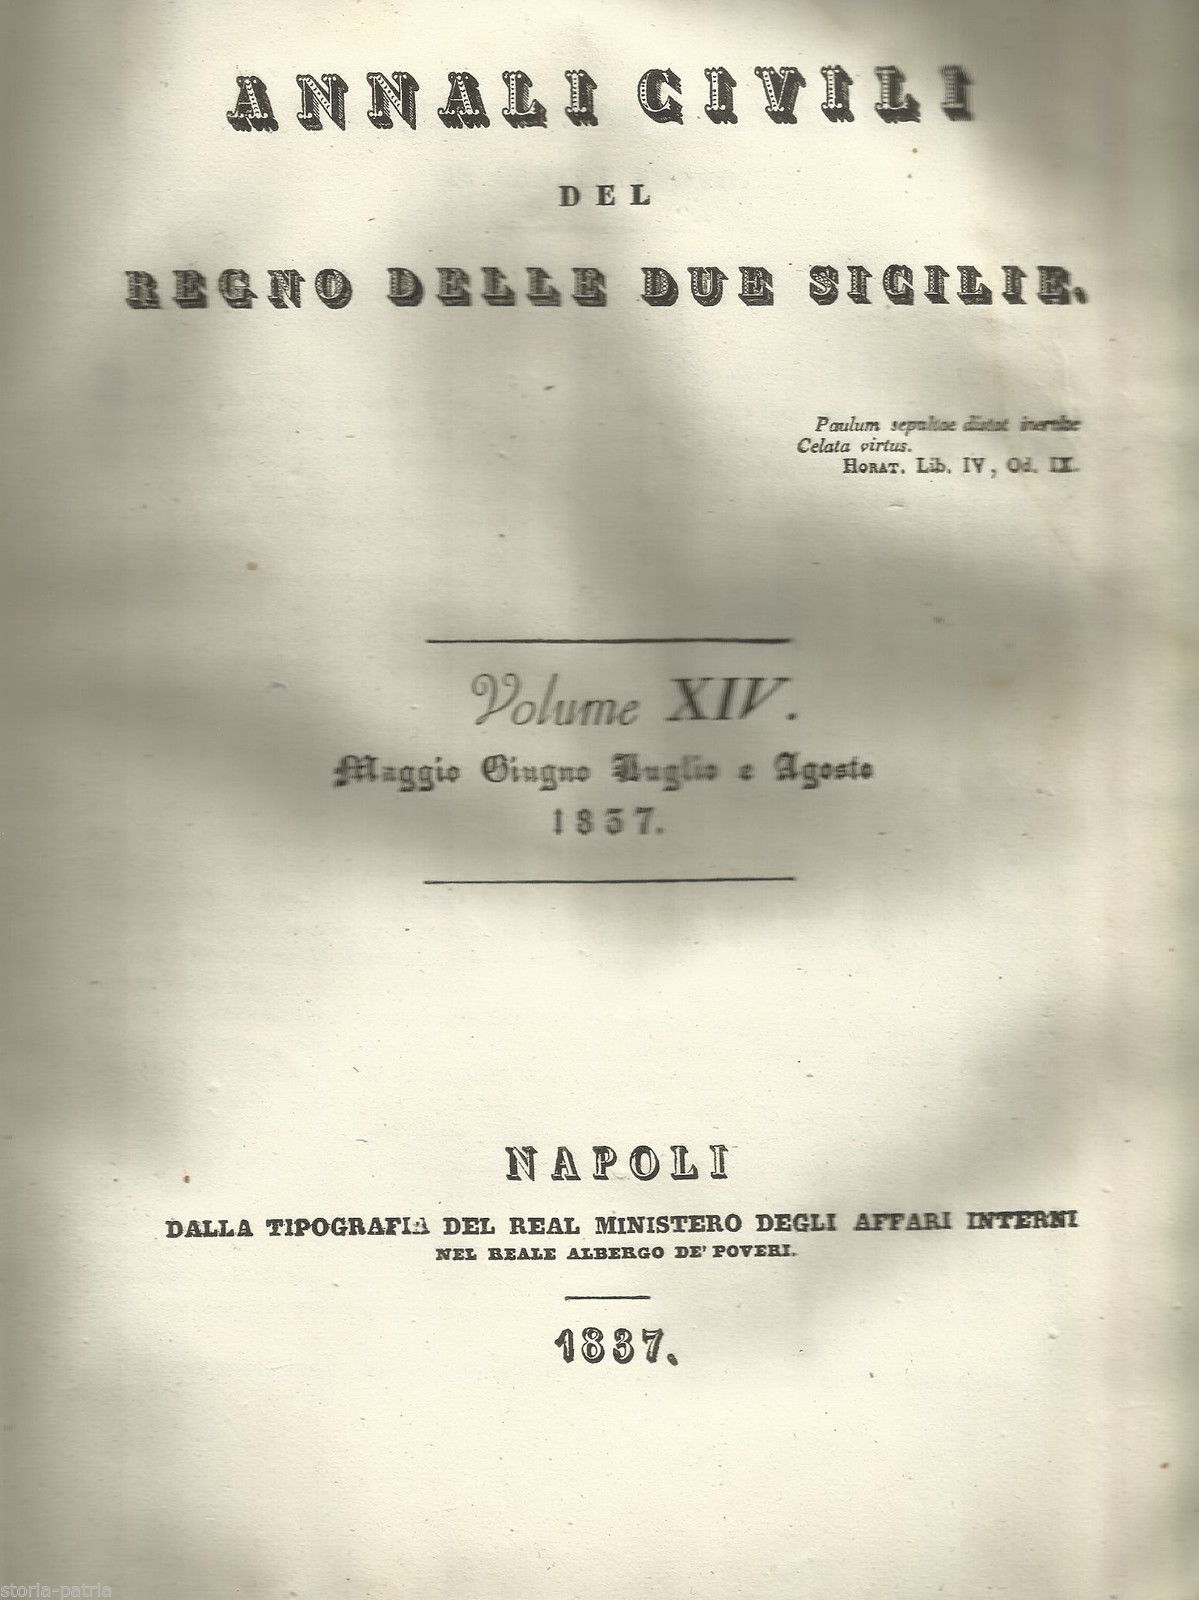 ANNALI CIVILI
DEL
REGNO DELLE DUE SICILIE.
Paulum sepultae distat inertiae
Celata virtus.
HORAT. Lib. IV, Od. IX.
Volume XIV.
Maggio Giugno Luglio e Agosto
1837.
NAPOLI
DALLA TIPOGRAFIA DEL REAL MINISTERO DEGLI AFFARI INTERNI
NEL REALE ALBERGO DE' POVERI.
1837.
storia-patria